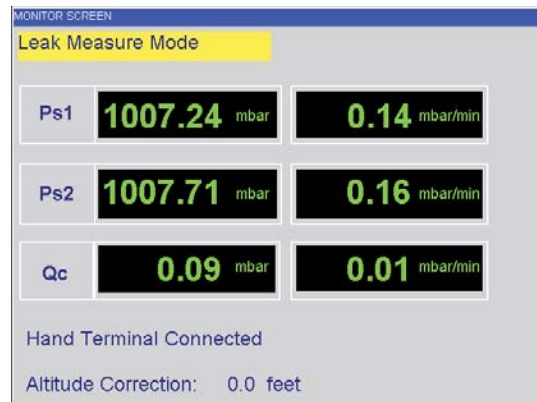 MONITOR SCREEN
Leak Measure Mode
Ps1 1007.24 mbar 0.14 mbar/min
Ps2 1007.71 mbar 0.16 mbar/min
Qc 0.09 mbar 0.01 mbar/min
Hand Terminal Connected
Altitude Correction: 0.0 feet